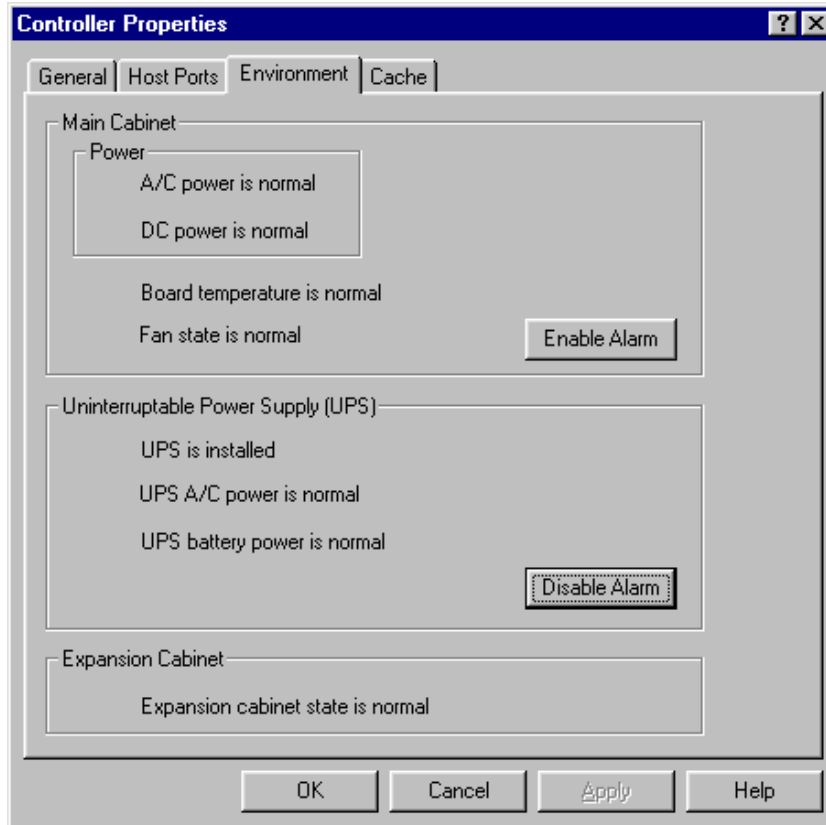 Controller Properties
General Host Ports Environment Cache
Main Cabinet
Power
A/C power is normal
DC power is normal
Board temperature is normal
Fan state is normal
Enable Alarm
Uninterruptable Power Supply (UPS)
UPS is installed
UPS A/C power is normal
UPS battery power is normal
Disable Alarm
Expansion Cabinet
Expansion cabinet state is normal
OK Cancel Apply Help